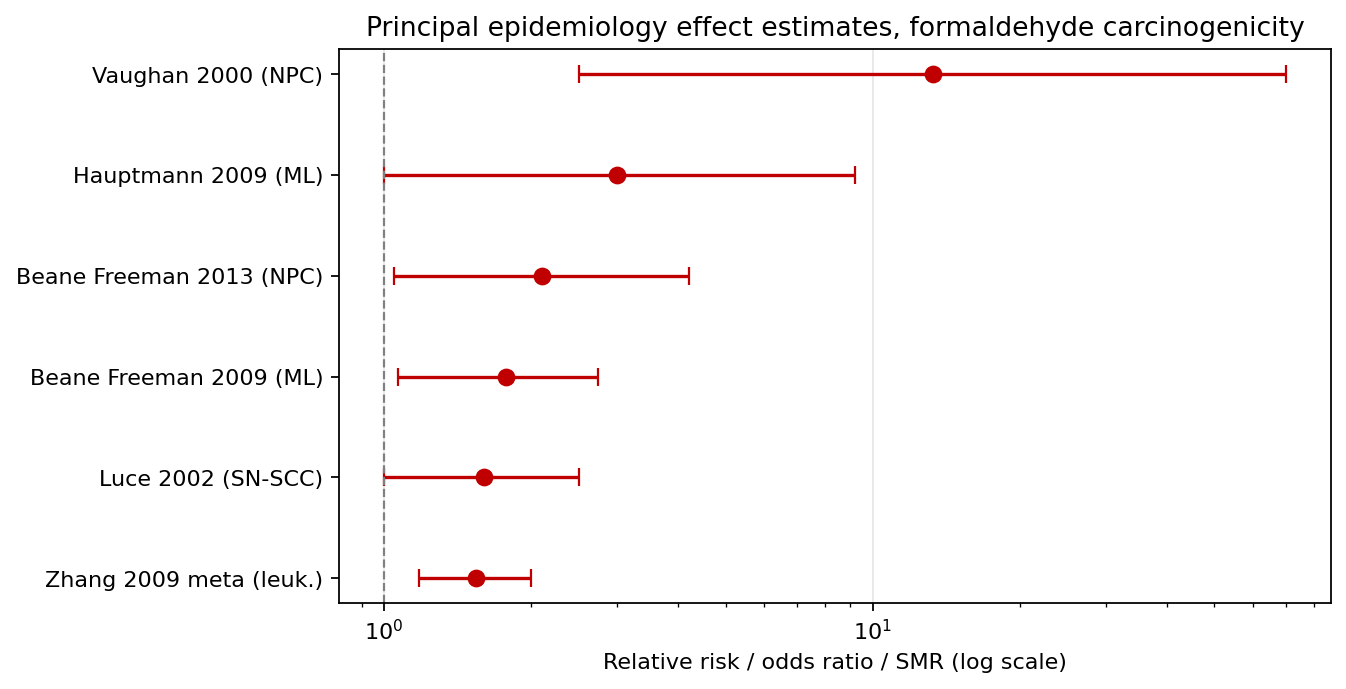 Principal epidemiology effect estimates, formaldehyde carcinogenicity
Vaughan 2000 (NPC)
Hauptmann 2009 (ML)
Beane Freeman 2013 (NPC)
Beane Freeman 2009 (ML)
Luce 2002 (SN-SCC)
Zhang 2009 meta (leuk.)
10⁰ 10¹
Relative risk / odds ratio / SMR (log scale)